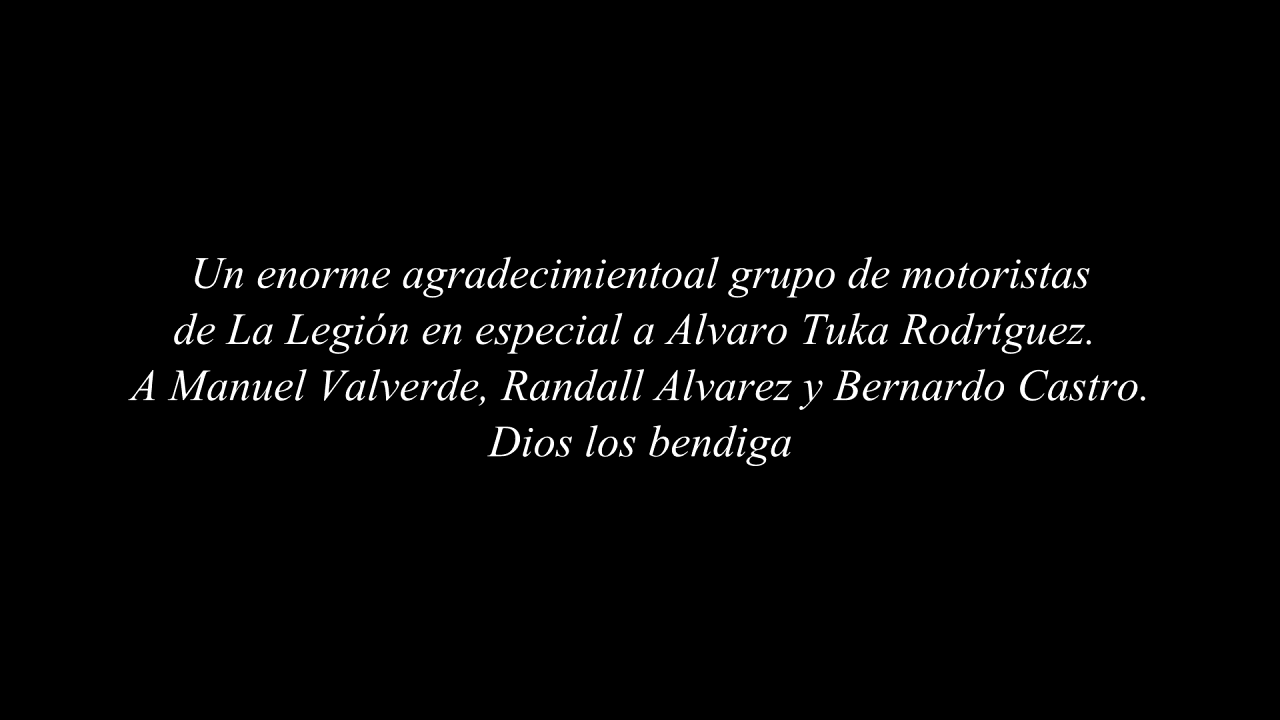 Un enorme agradecimientoal grupo de motoristas
de La Legión en especial a Alvaro Tuka Rodríguez.
A Manuel Valverde, Randall Alvarez y Bernardo Castro.
Dios los bendiga